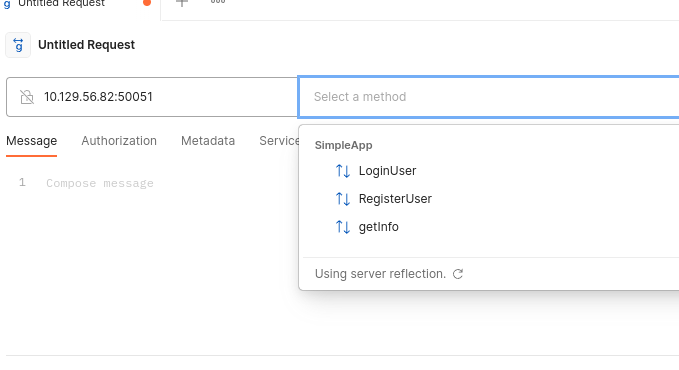 Untitled Request
Untitled Request
10.129.56.82:50051
Select a method
Message Authorization Metadata Service
SimpleApp
LoginUser
1 Compose message
RegisterUser
getInfo
Using server reflection.